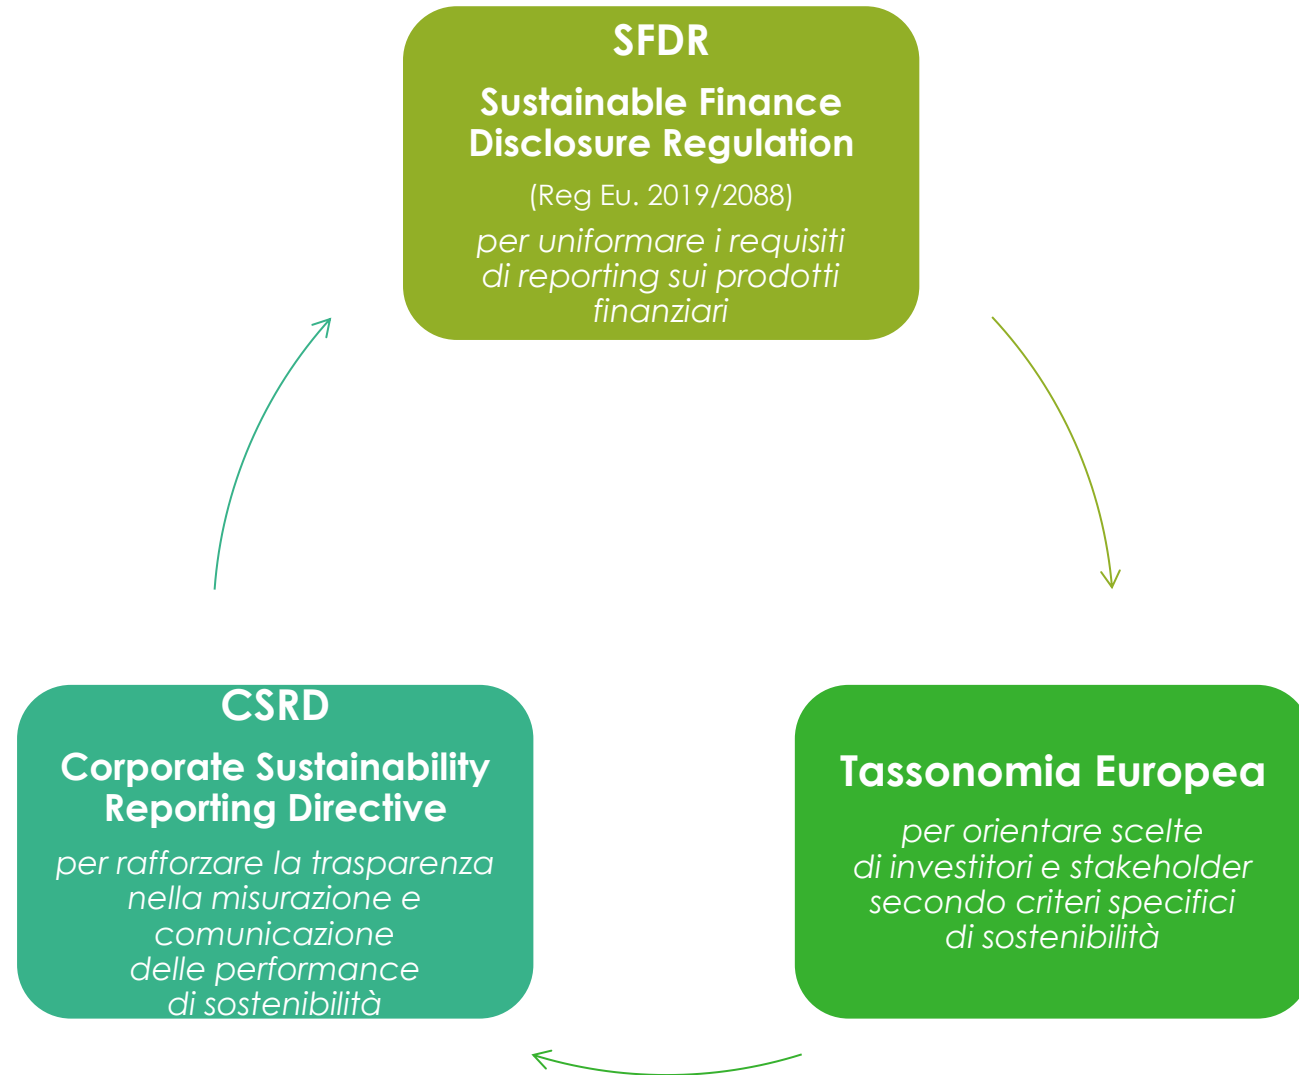 SFDR
Sustainable Finance
Disclosure Regulation
(Reg Eu. 2019/2088)
per uniformare i requisiti
di reporting sui prodotti
finanziari
Tassonomia Europea
per orientare scelte
di investitori e stakeholder
secondo criteri specifici
di sostenibilità
CSRD
Corporate Sustainability
Reporting Directive
per rafforzare la trasparenza
nella misurazione e
comunicazione
delle performance
di sostenibilità